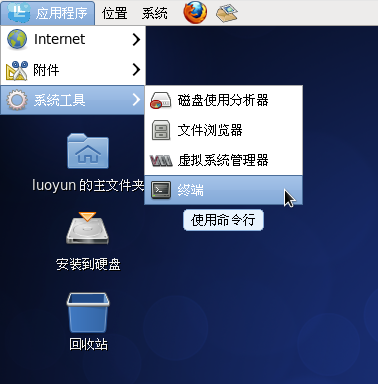 应用程序 位置 系统
Internet
附件
系统工具
磁盘使用分析器
文件浏览器
虚拟系统管理器
终端
使用命令行
luoyun 的主文件夹
安装到硬盘
回收站